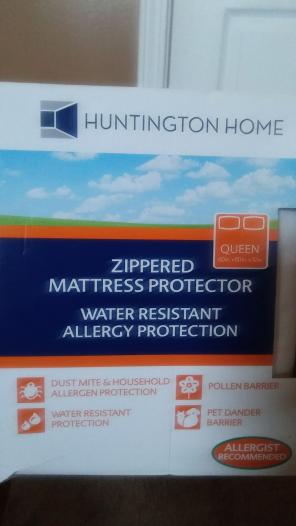 HUNTINGTON HOME
QUEEN
ZIPPERED
MATTRESS PROTECTOR
WATER RESISTANT
ALLERGY PROTECTION
DUST MITE & HOUSEHOLD
ALLERGEN PROTECTION
POLLEN BARRIER
WATER RESISTANT
PROTECTION
PET DANDER
BARRIER
ALLERGIST
RECOMMENDED